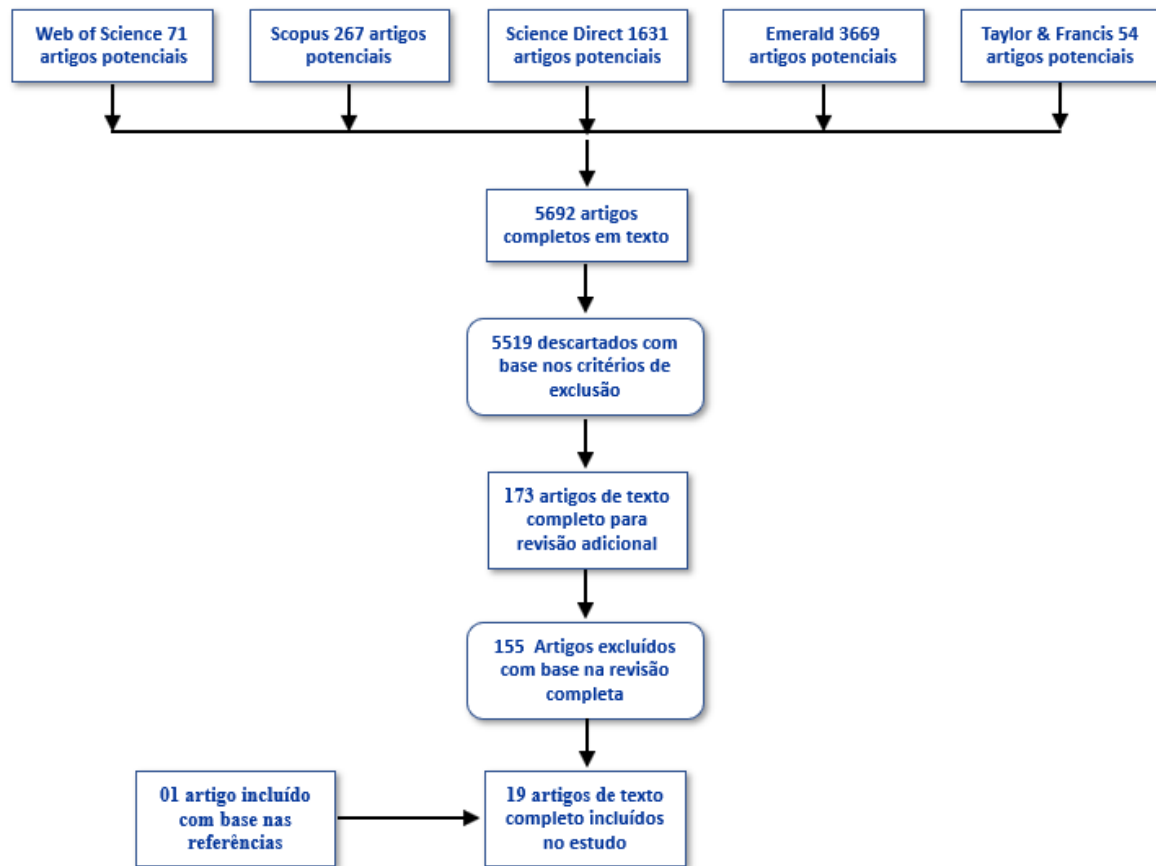 Web of Science 71
artigos potenciais
Scopus 267 artigos
potenciais
Science Direct 1631
artigos potenciais
Emerald 3669
artigos potenciais
Taylor & Francis 54
artigos potenciais
5692 artigos
completos em texto
5519 descartados com
base nos critérios de
exclusão
173 artigos de texto
completo para
revisão adicional
155 Artigos excluídos
com base na revisão
completa
01 artigo incluído
com base nas
referências
19 artigos de texto
completo incluídos
no estudo